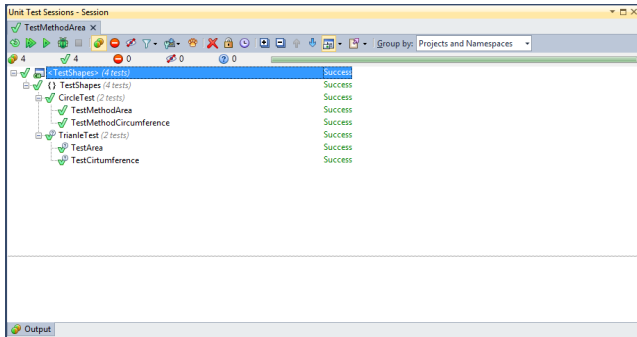 Unit Test Sessions - Session
TestMethodArea
Group by: Projects and Namespaces
4 4 0 0 0
<TestShapes> (4 tests) Success
{} TestShapes (4 tests) Success
CircleTest (2 tests) Success
TestMethodArea Success
TestMethodCircumference Success
TrianleTest (2 tests) Success
TestArea Success
TestCirtumference Success
Output